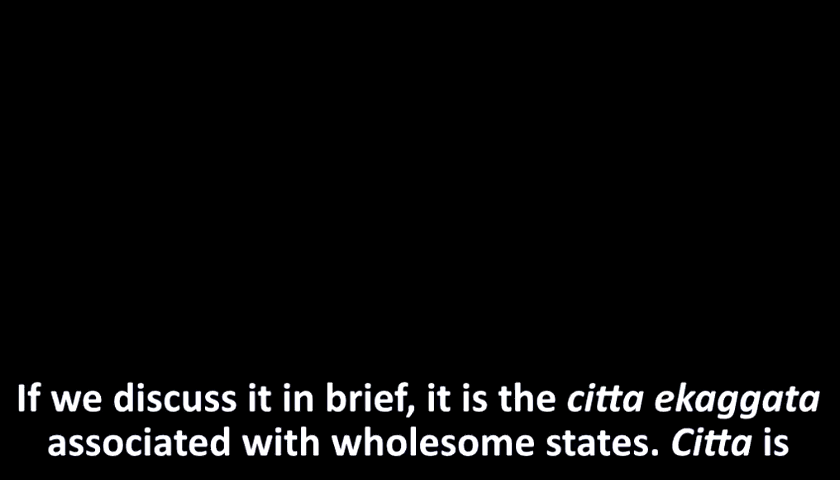 If we discuss it in brief, it is the citta ekaggata
associated with wholesome states. Citta is